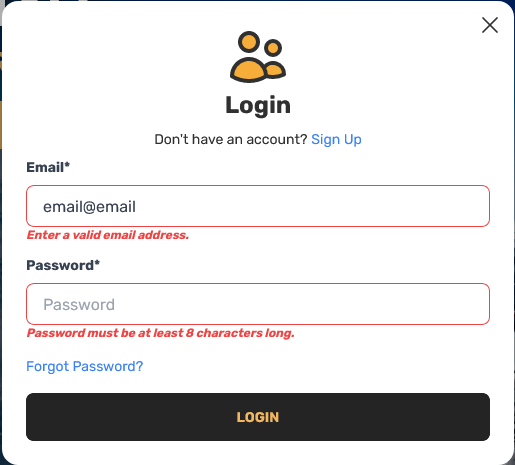 Login
Don't have an account? Sign Up
Email*
email@email
Enter a valid email address.
Password*
Password
Password must be at least 8 characters long.
Forgot Password?
LOGIN